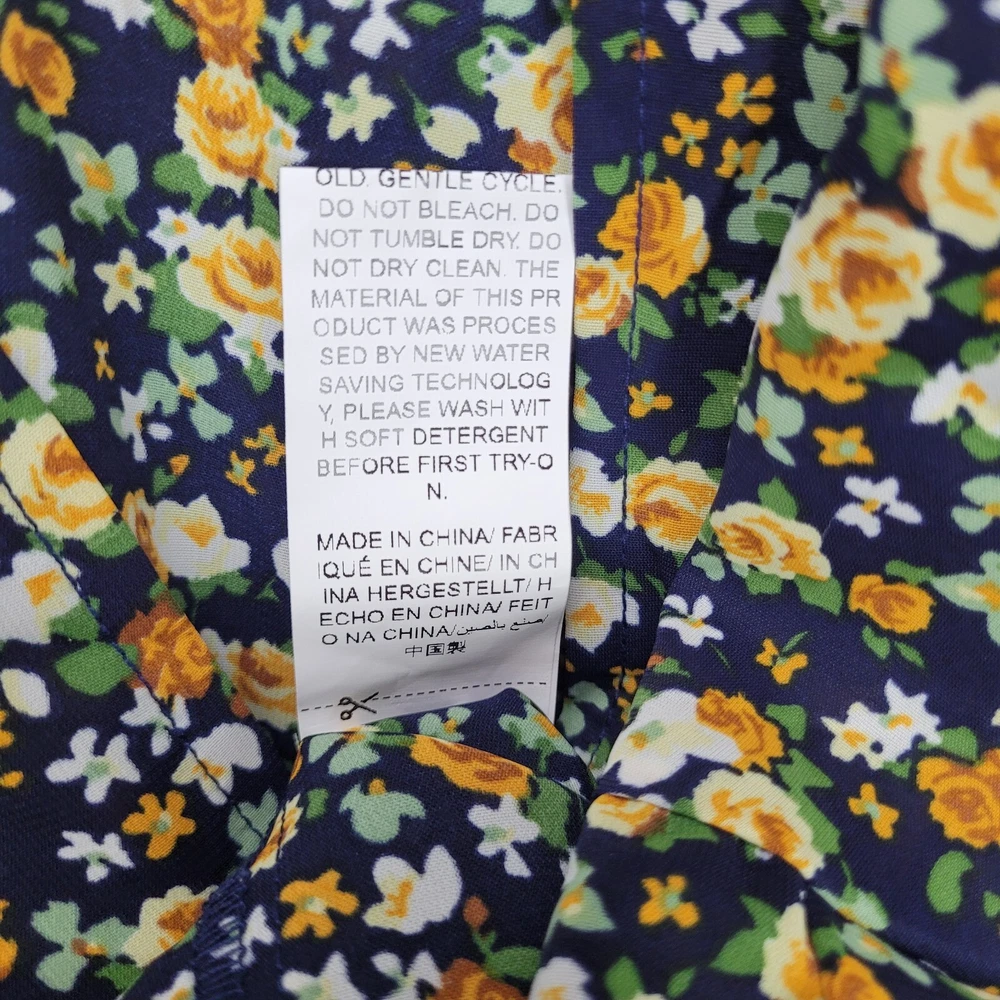 OLD. GENTLE CYCLE.
DO NOT BLEACH. DO
NOT TUMBLE DRY. DO
NOT DRY CLEAN. THE
MATERIAL OF THIS PR
ODUCT WAS PROCES
SED BY NEW WATER
SAVING TECHNOLOG
Y, PLEASE WASH WIT
H SOFT DETERGENT
BEFORE FIRST TRY-O
N.
MADE IN CHINA/ FABR
IQUÉ EN CHINE/ IN CH
INA HERGESTELLT/ H
ECHO EN CHINA/ FEIT
O NA CHINA/صنع بالصين/
中国製